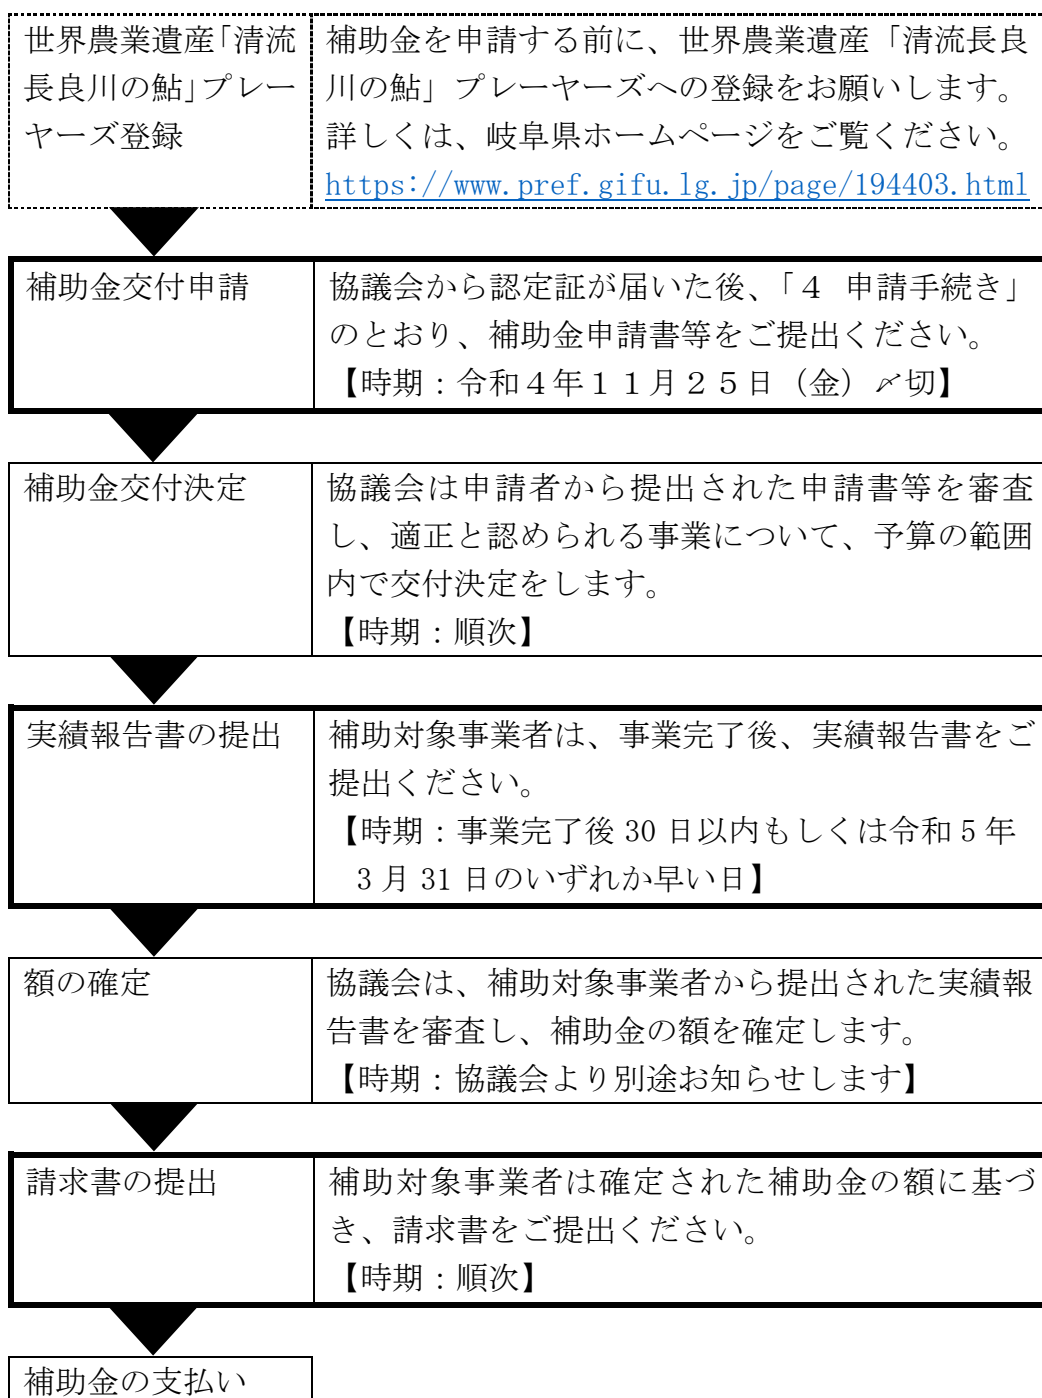 世界農業遺産「清流
長良川の鮎」プレー
ヤーズ登録
補助金を申請する前に、世界農業遺産「清流長良
川の鮎」プレーヤーズへの登録をお願いします。
詳しくは、岐阜県ホームページをご覧ください。
https://www.pref.gifu.lg.jp/page/194403.html
補助金交付申請
協議会から認定証が届いた後、「４ 申請手続き」
のとおり、補助金申請書等をご提出ください。
【時期：令和４年１１月２５日（金）〆切】
補助金交付決定
協議会は申請者から提出された申請書等を審査
し、適正と認められる事業について、予算の範囲
内で交付決定をします。
【時期：順次】
実績報告書の提出
補助対象事業者は、事業完了後、実績報告書をご
提出ください。
【時期：事業完了後 30 日以内もしくは令和５年
３月 31 日のいずれか早い日】
額の確定
協議会は、補助対象事業者から提出された実績報
告書を審査し、補助金の額を確定します。
【時期：協議会より別途お知らせします】
請求書の提出
補助対象事業者は確定された補助金の額に基づ
き、請求書をご提出ください。
【時期：順次】
補助金の支払い